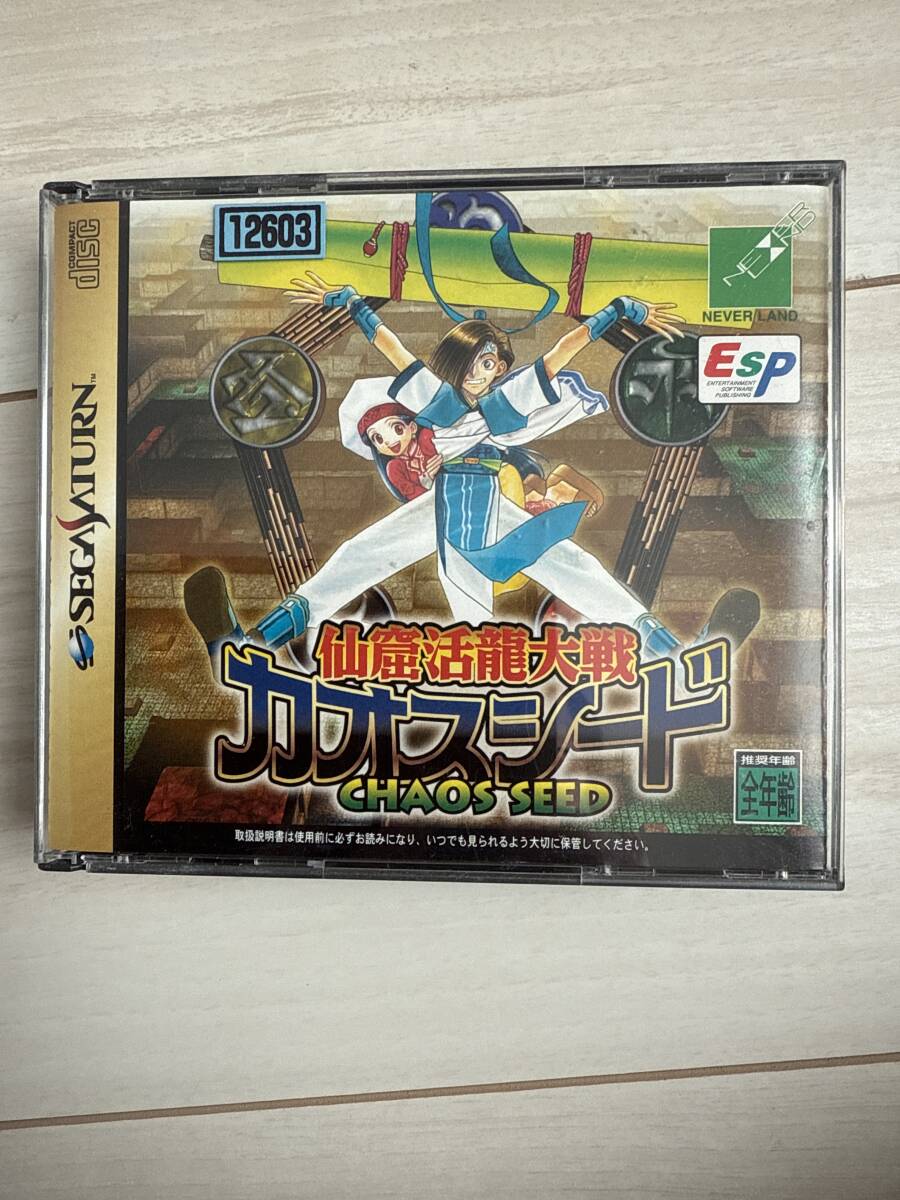 COMPACT
disc
SEGA SATURN™
12603
NEVER LAND
ESP
ENTERTAINMENT
SOFTWARE
PUBLISHING
仙窟活龍大戦
カオスシード
CHAOS SEED
推奨年齢
全年齢
取扱説明書は使用前に必ずお読みになり、いつでも見られるよう大切に保管してください。